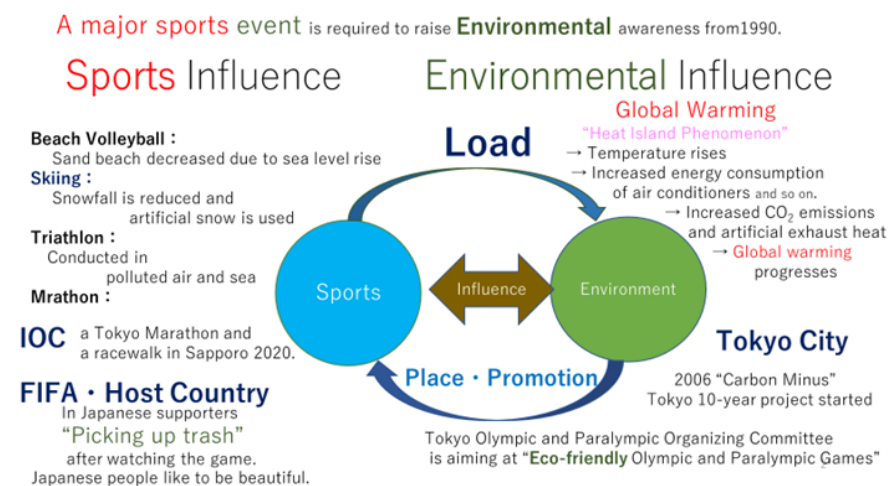 A major sports event is required to raise Environmental awareness from1990.
Sports Influence
Environmental Influence
Beach Volleyball：
Sand beach decreased due to sea level rise
Skiing：
Snowfall is reduced and
artificial snow is used
Triathlon：
Conducted in
polluted air and sea
Mrathon：
IOC a Tokyo Marathon and
a racewalk in Sapporo 2020.
FIFA・Host Country
In Japanese supporters
“Picking up trash”
after watching the game.
Japanese people like to be beautiful.
Load
Sports
Influence
Environment
Place・Promotion
Global Warming
“Heat Island Phenomenon”
→ Temperature rises
→ Increased energy consumption
of air conditioners and so on.
→ Increased CO₂ emissions
and artificial exhaust heat
→ Global warming
progresses
Tokyo City
2006 “Carbon Minus”
Tokyo 10-year project started
Tokyo Olympic and Paralympic Organizing Committee
is aiming at “Eco-friendly Olympic and Paralympic Games”